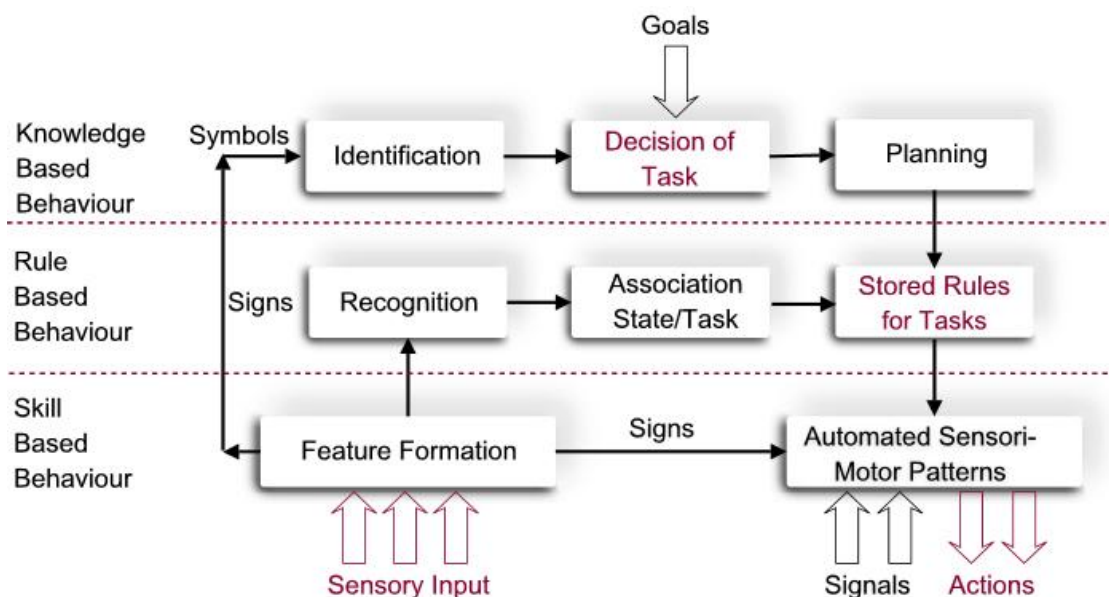 Goals
Knowledge
Based
Behaviour
Symbols
Identification
Decision of
Task
Planning
Rule
Based
Behaviour
Signs
Recognition
Association
State/Task
Stored Rules
for Tasks
Skill
Based
Behaviour
Feature Formation
Signs
Automated Sensori-
Motor Patterns
Sensory Input
Signals
Actions